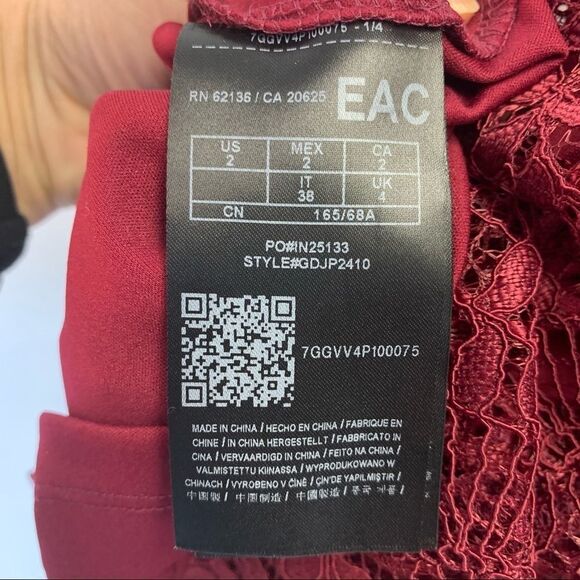 7GGVV4P100075 - 1/4
RN 62136 / CA 20625 EAC
US MEX CA
2 2 2
IT UK
38 4
CN 165/68A
PO#IN25133
STYLE#GDJP2410
7GGVV4P100075
MADE IN CHINA / HECHO EN CHINA / FABRIQUE EN
CHINE / IN CHINA HERGESTELLT / FABBRICATO IN
CINA / VERVAARDIGD IN CHINA / FEITO NA CHINA /
VALMISTETTU KIINASSA / WYPRODUKOWANO W
CHINACH / VYROBENO V ČÍNĚ / ÇİN'DE YAPILMIŞTIR /